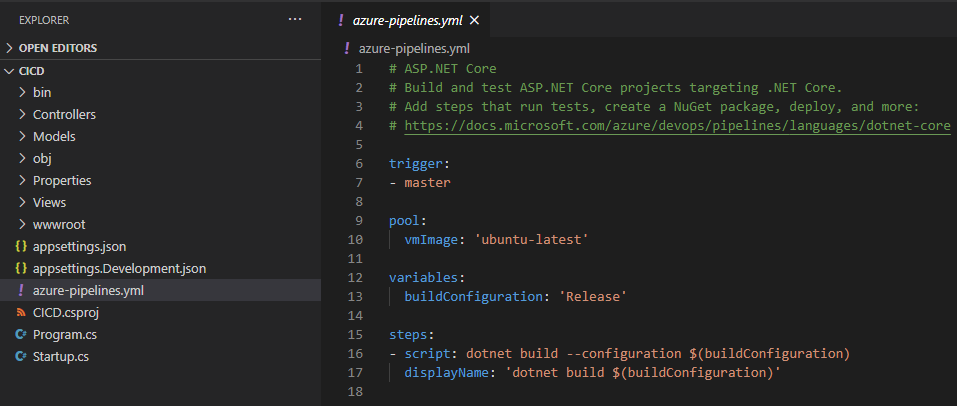 EXPLORER
···
OPEN EDITORS
CICD
bin
Controllers
Models
obj
Properties
Views
wwwroot
{} appsettings.json
{} appsettings.Development.json
! azure-pipelines.yml
CICD.csproj
C# Program.cs
C# Startup.cs
! azure-pipelines.yml ×
! azure-pipelines.yml
1 # ASP.NET Core
2 # Build and test ASP.NET Core projects targeting .NET Core.
3 # Add steps that run tests, create a NuGet package, deploy, and more:
4 # https://docs.microsoft.com/azure/devops/pipelines/languages/dotnet-core
5
6 trigger:
7 - master
8
9 pool:
10   vmImage: 'ubuntu-latest'
11
12 variables:
13   buildConfiguration: 'Release'
14
15 steps:
16 - script: dotnet build --configuration $(buildConfiguration)
17   displayName: 'dotnet build $(buildConfiguration)'
18